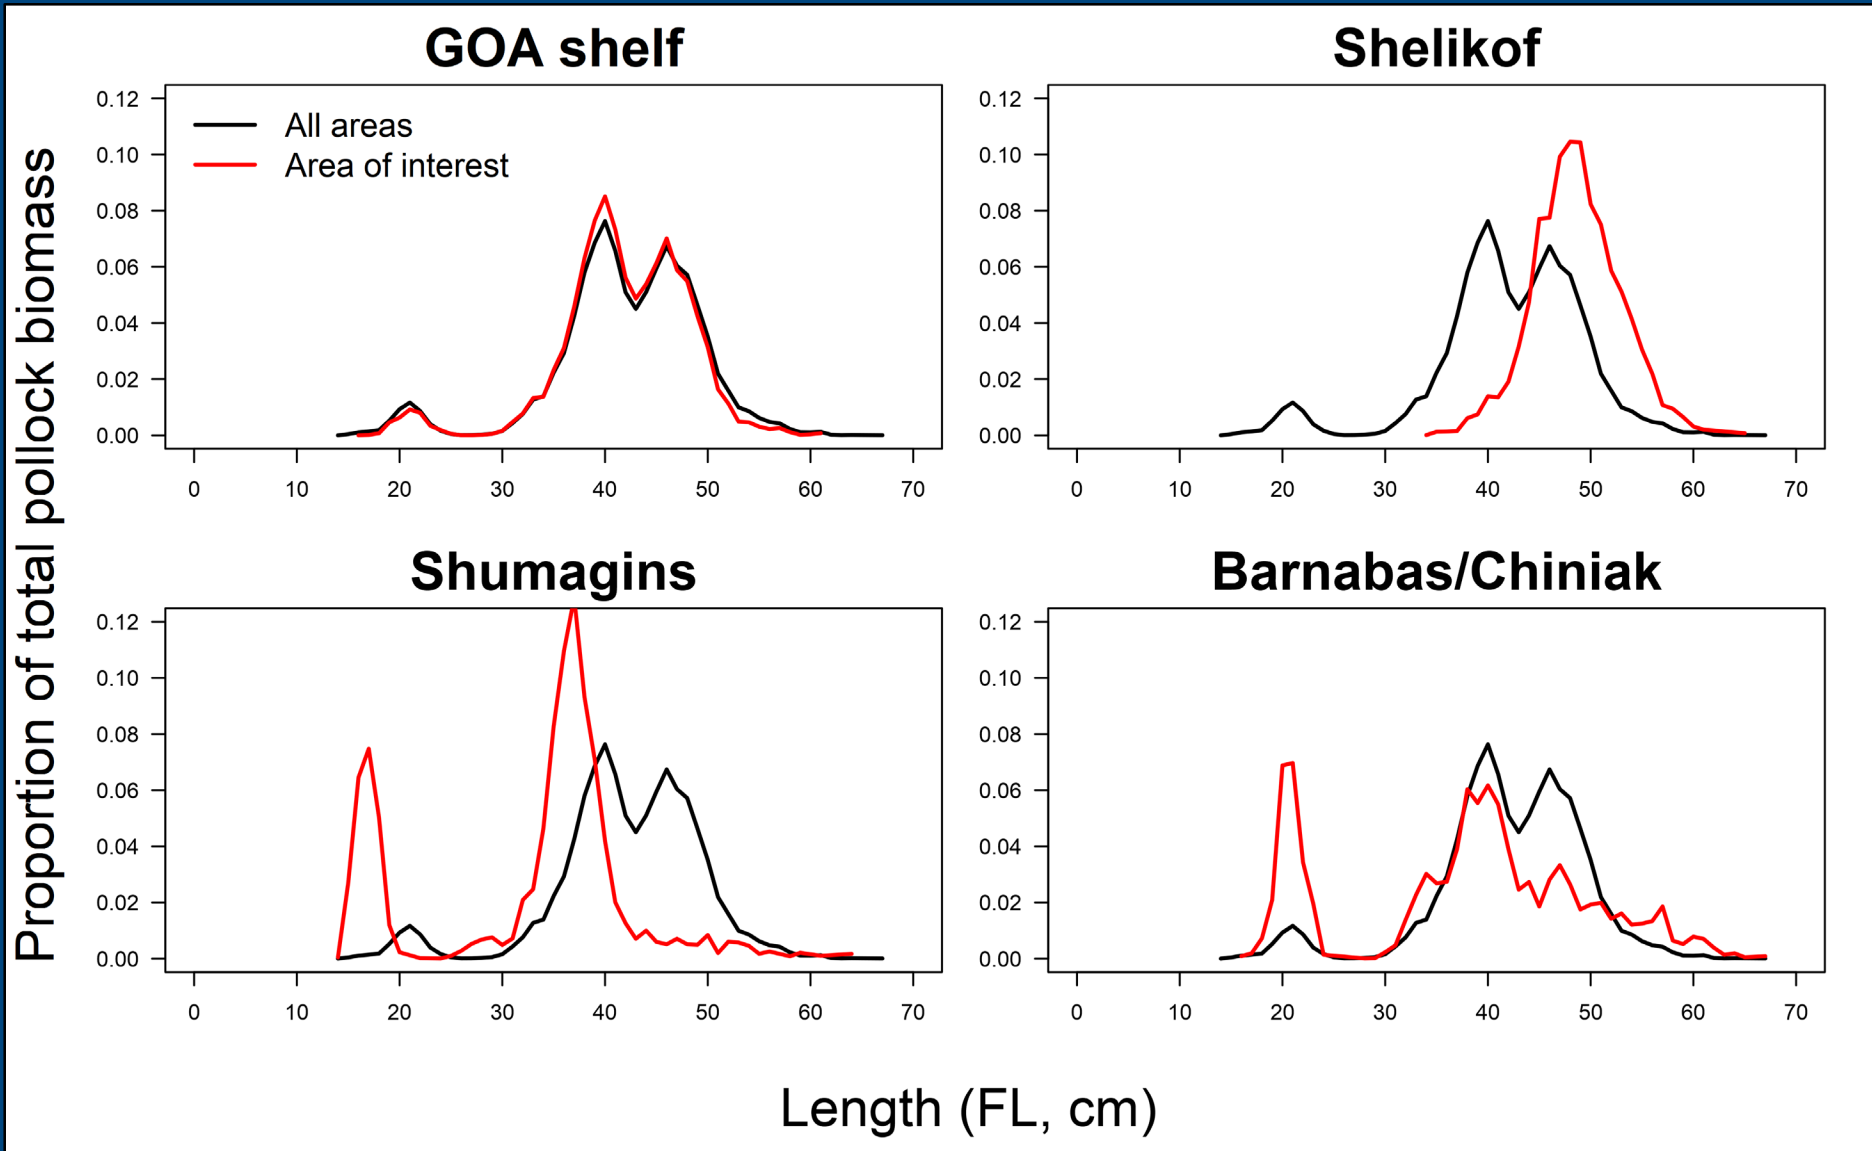 GOA shelf
Shelikof
Proportion of total pollock biomass
0.12
0.10
0.08
0.06
0.04
0.02
0.00
All areas
Area of interest
0 10 20 30 40 50 60 70
0.12
0.10
0.08
0.06
0.04
0.02
0.00
0 10 20 30 40 50 60 70
Shumagins
Barnabas/Chiniak
0.12
0.10
0.08
0.06
0.04
0.02
0.00
0 10 20 30 40 50 60 70
0.12
0.10
0.08
0.06
0.04
0.02
0.00
0 10 20 30 40 50 60 70
Length (FL, cm)